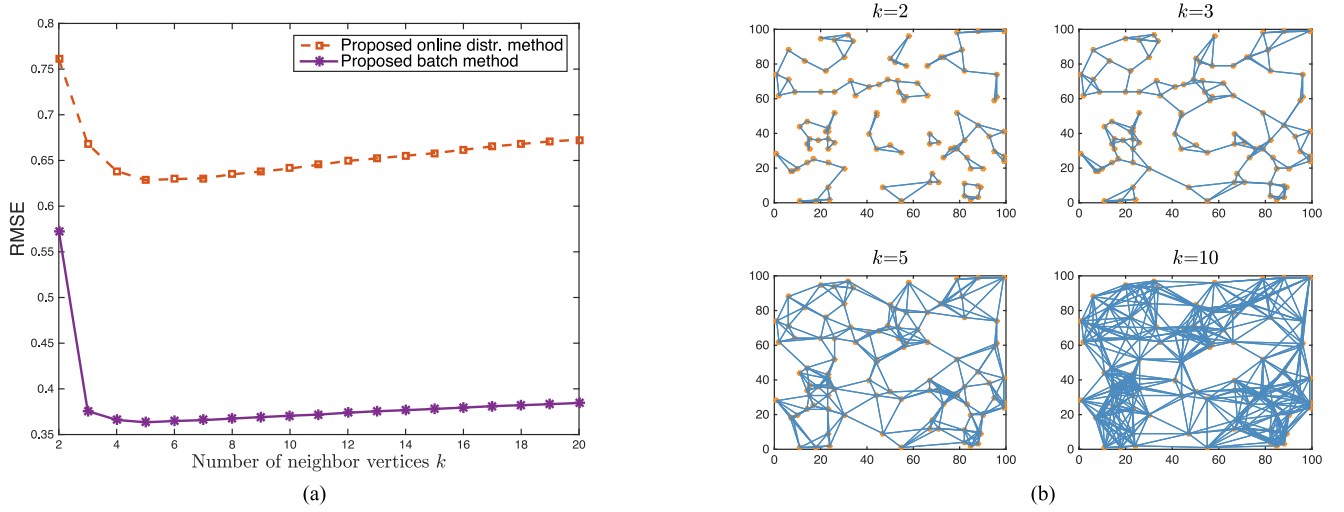 0.8
0.75
0.7
0.65
0.6
0.55
0.5
0.45
0.4
0.35
RMSE
Proposed online distr. method
Proposed batch method
2 4 6 8 10 12 14 16 18 20
Number of neighbor vertices k
(a)
k=2
100
80
60
40
20
0
0 20 40 60 80 100
k=3
100
80
60
40
20
0
0 20 40 60 80 100
k=5
100
80
60
40
20
0
0 20 40 60 80 100
k=10
100
80
60
40
20
0
0 20 40 60 80 100
(b)